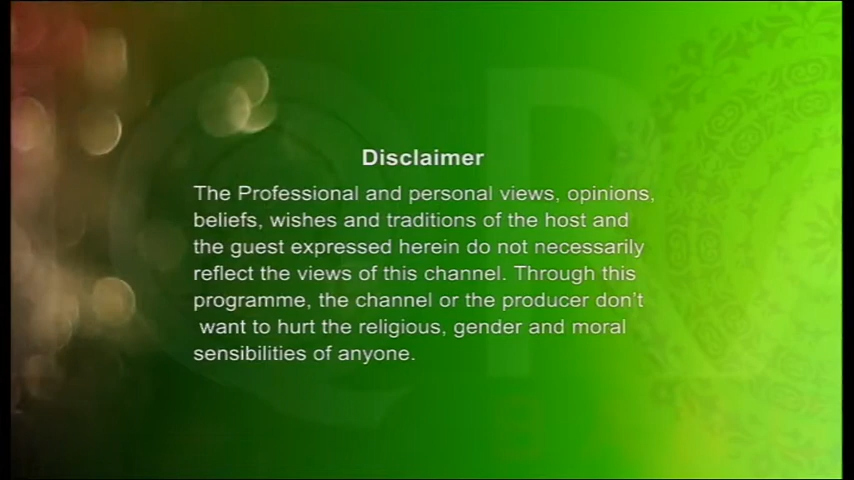 Disclaimer
The Professional and personal views, opinions,
beliefs, wishes and traditions of the host and
the guest expressed herein do not necessarily
reflect the views of this channel. Through this
programme, the channel or the producer don't
want to hurt the religious, gender and moral
sensibilities of anyone.